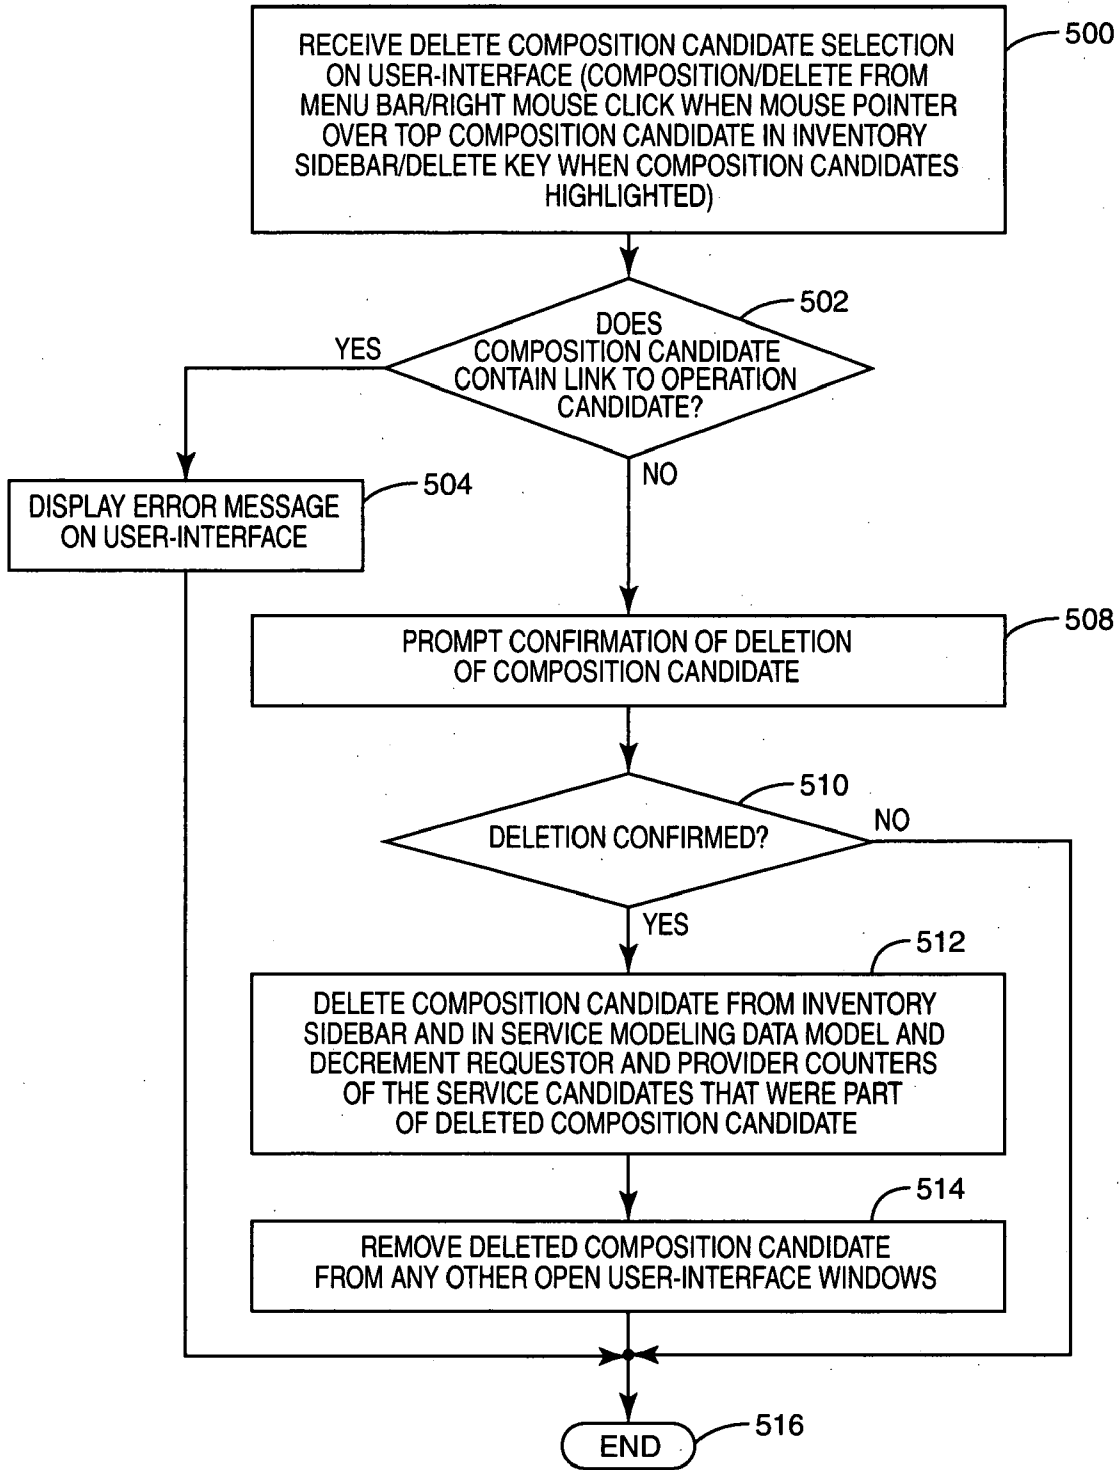 RECEIVE DELETE COMPOSITION CANDIDATE SELECTION
ON USER-INTERFACE (COMPOSITION/DELETE FROM
MENU BAR/RIGHT MOUSE CLICK WHEN MOUSE POINTER
OVER TOP COMPOSITION CANDIDATE IN INVENTORY
SIDEBAR/DELETE KEY WHEN COMPOSITION CANDIDATES
HIGHLIGHTED)
500
DOES
COMPOSITION CANDIDATE
CONTAIN LINK TO OPERATION
CANDIDATE?
502
YES
NO
DISPLAY ERROR MESSAGE
ON USER-INTERFACE
504
PROMPT CONFIRMATION OF DELETION
OF COMPOSITION CANDIDATE
508
DELETION CONFIRMED?
510
NO
YES
DELETE COMPOSITION CANDIDATE FROM INVENTORY
SIDEBAR AND IN SERVICE MODELING DATA MODEL AND
DECREMENT REQUESTOR AND PROVIDER COUNTERS
OF THE SERVICE CANDIDATES THAT WERE PART
OF DELETED COMPOSITION CANDIDATE
512
REMOVE DELETED COMPOSITION CANDIDATE
FROM ANY OTHER OPEN USER-INTERFACE WINDOWS
514
END
516